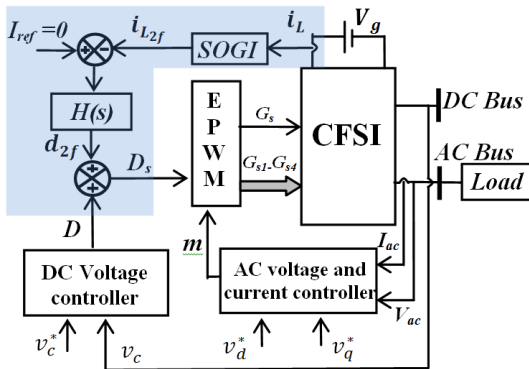 I_ref =0
i_L2f
SOGI
i_L
V_g
H(s)
d_2f
D_s
E
P
W
M
G_s
G_s1-G_s4
CFSI
DC Bus
AC Bus
Load
D
m
I_ac
V_ac
DC Voltage
controller
AC voltage and
current controller
v_c^*
v_c
v_d^*
v_q^*